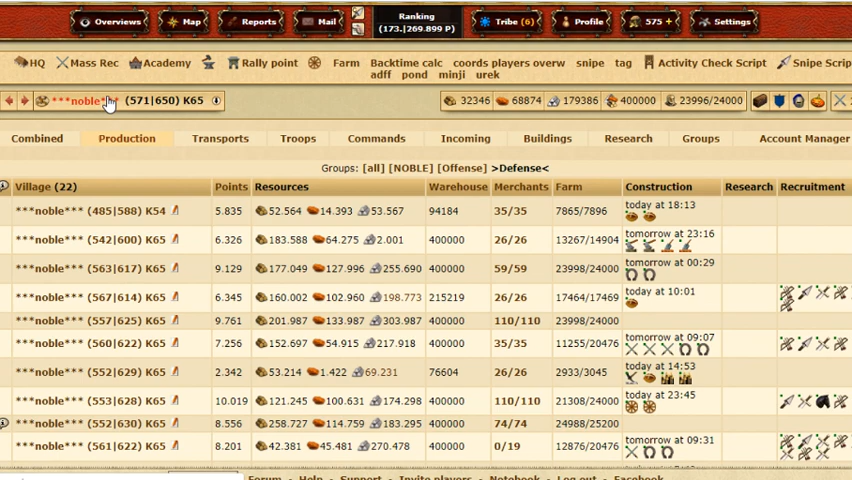 Overviews Map Reports Mail Ranking Tribe (6) Profile 575 + Settings
(173.|269.899 P)
HQ Mass Rec Academy Rally point Farm Backtime calc coords players overw snipe tag Activity Check Script Snipe Scrip
adff pond minji urek
***noble*** (571|650) K65 32346 68874 179386 400000 23996/24000
Combined Production Transports Troops Commands Incoming Buildings Research Groups Account Manager
Groups: [all] [NOBLE] [Offense] >Defense<
Village (22) Points Resources Warehouse Merchants Farm Construction Research Recruitment
***noble*** (485|588) K54 5.835 52.564 14.393 53.567 94184 35/35 7865/7896 today at 18:13
***noble*** (542|600) K65 6.326 183.588 64.275 2.001 400000 26/26 13267/14904 tomorrow at 23:16
***noble*** (563|617) K65 9.129 177.049 127.996 255.690 400000 59/59 23998/24000 tomorrow at 00:29
***noble*** (567|614) K65 6.345 160.002 102.960 198.773 215219 26/26 17464/17469 today at 10:01
***noble*** (557|625) K65 9.761 201.987 133.987 303.987 400000 110/110 23998/24000
***noble*** (560|622) K65 7.256 152.697 54.915 217.918 400000 35/35 11255/20476 tomorrow at 09:07
***noble*** (552|629) K65 2.342 53.214 1.422 69.231 76604 26/26 2933/3045 today at 14:53
***noble*** (553|628) K65 10.019 121.245 100.631 174.298 400000 110/110 21308/24000 today at 23:45
***noble*** (552|630) K65 8.556 258.727 114.759 183.295 400000 74/74 24988/25200
***noble*** (561|622) K65 8.201 42.381 45.481 270.478 400000 0/19 12876/20476 tomorrow at 09:31
Forum Help Support Invite players Notebook Log out Facebook